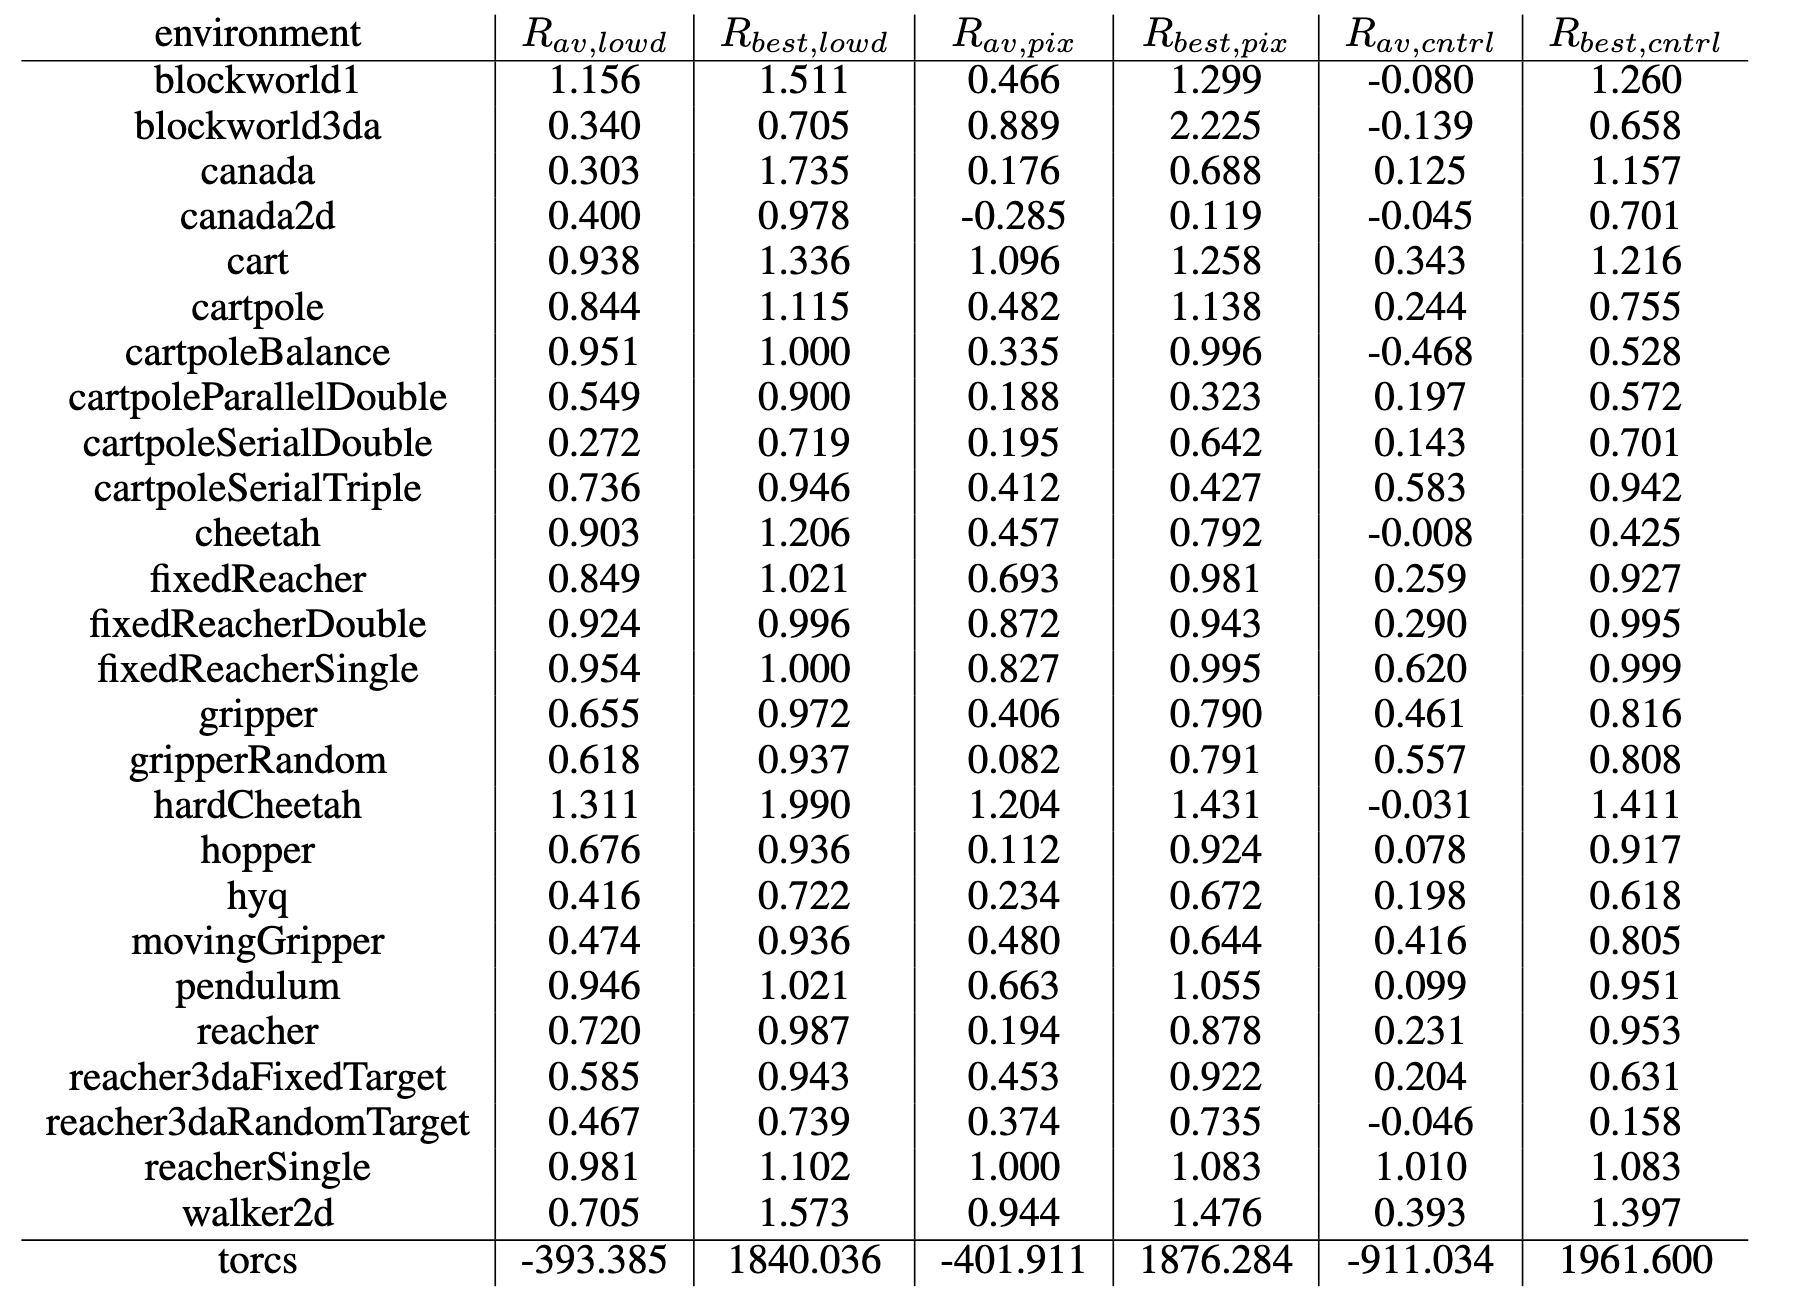 environment R_{av,lowd} R_{best,lowd} R_{av,pix} R_{best,pix} R_{av,cntrl} R_{best,cntrl}
blockworld1 1.156 1.511 0.466 1.299 -0.080 1.260
blockworld3da 0.340 0.705 0.889 2.225 -0.139 0.658
canada 0.303 1.735 0.176 0.688 0.125 1.157
canada2d 0.400 0.978 -0.285 0.119 -0.045 0.701
cart 0.938 1.336 1.096 1.258 0.343 1.216
cartpole 0.844 1.115 0.482 1.138 0.244 0.755
cartpoleBalance 0.951 1.000 0.335 0.996 -0.468 0.528
cartpoleParallelDouble 0.549 0.900 0.188 0.323 0.197 0.572
cartpoleSerialDouble 0.272 0.719 0.195 0.642 0.143 0.701
cartpoleSerialTriple 0.736 0.946 0.412 0.427 0.583 0.942
cheetah 0.903 1.206 0.457 0.792 -0.008 0.425
fixedReacher 0.849 1.021 0.693 0.981 0.259 0.927
fixedReacherDouble 0.924 0.996 0.872 0.943 0.290 0.995
fixedReacherSingle 0.954 1.000 0.827 0.995 0.620 0.999
gripper 0.655 0.972 0.406 0.790 0.461 0.816
gripperRandom 0.618 0.937 0.082 0.791 0.557 0.808
hardCheetah 1.311 1.990 1.204 1.431 -0.031 1.411
hopper 0.676 0.936 0.112 0.924 0.078 0.917
hyq 0.416 0.722 0.234 0.672 0.198 0.618
movingGripper 0.474 0.936 0.480 0.644 0.416 0.805
pendulum 0.946 1.021 0.663 1.055 0.099 0.951
reacher 0.720 0.987 0.194 0.878 0.231 0.953
reacher3daFixedTarget 0.585 0.943 0.453 0.922 0.204 0.631
reacher3daRandomTarget 0.467 0.739 0.374 0.735 -0.046 0.158
reacherSingle 0.981 1.102 1.000 1.083 1.010 1.083
walker2d 0.705 1.573 0.944 1.476 0.393 1.397
torcs -393.385 1840.036 -401.911 1876.284 -911.034 1961.600